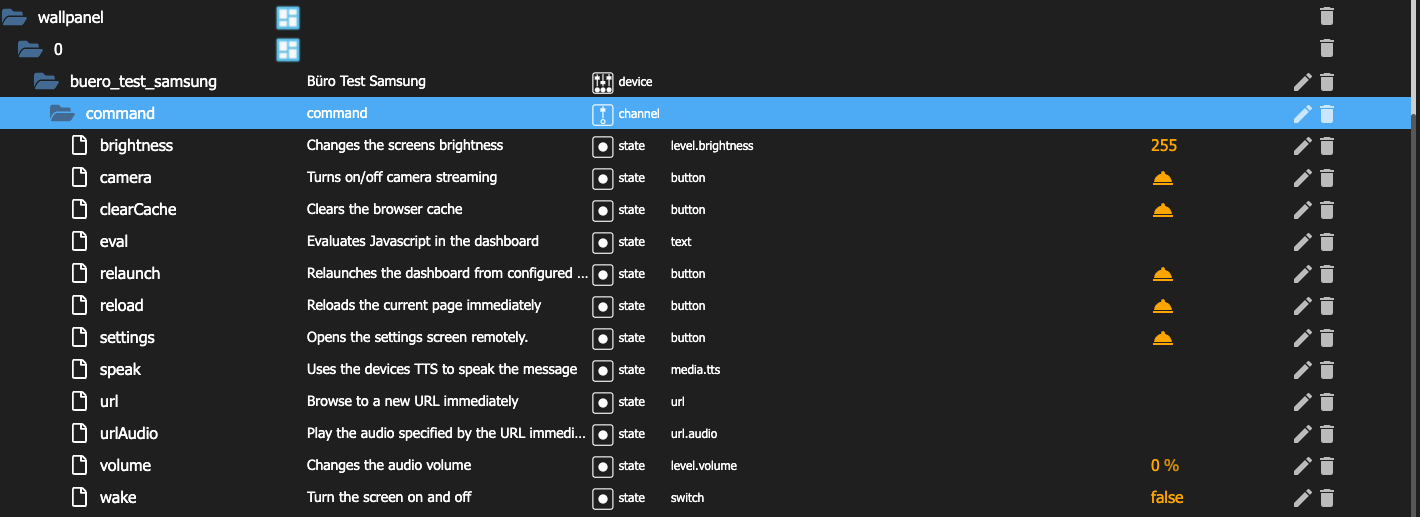 wallpanel
0
buero_test_samsung Büro Test Samsung device
command command channel
brightness Changes the screens brightness state level.brightness 255
camera Turns on/off camera streaming state button
clearCache Clears the browser cache state button
eval Evaluates Javascript in the dashboard state text
relaunch Relaunches the dashboard from configured ... state button
reload Reloads the current page immediately state button
settings Opens the settings screen remotely. state button
speak Uses the devices TTS to speak the message state media.tts
url Browse to a new URL immediately state url
urlAudio Play the audio specified by the URL immedi... state url.audio
volume Changes the audio volume state level.volume 0 %
wake Turn the screen on and off state switch false